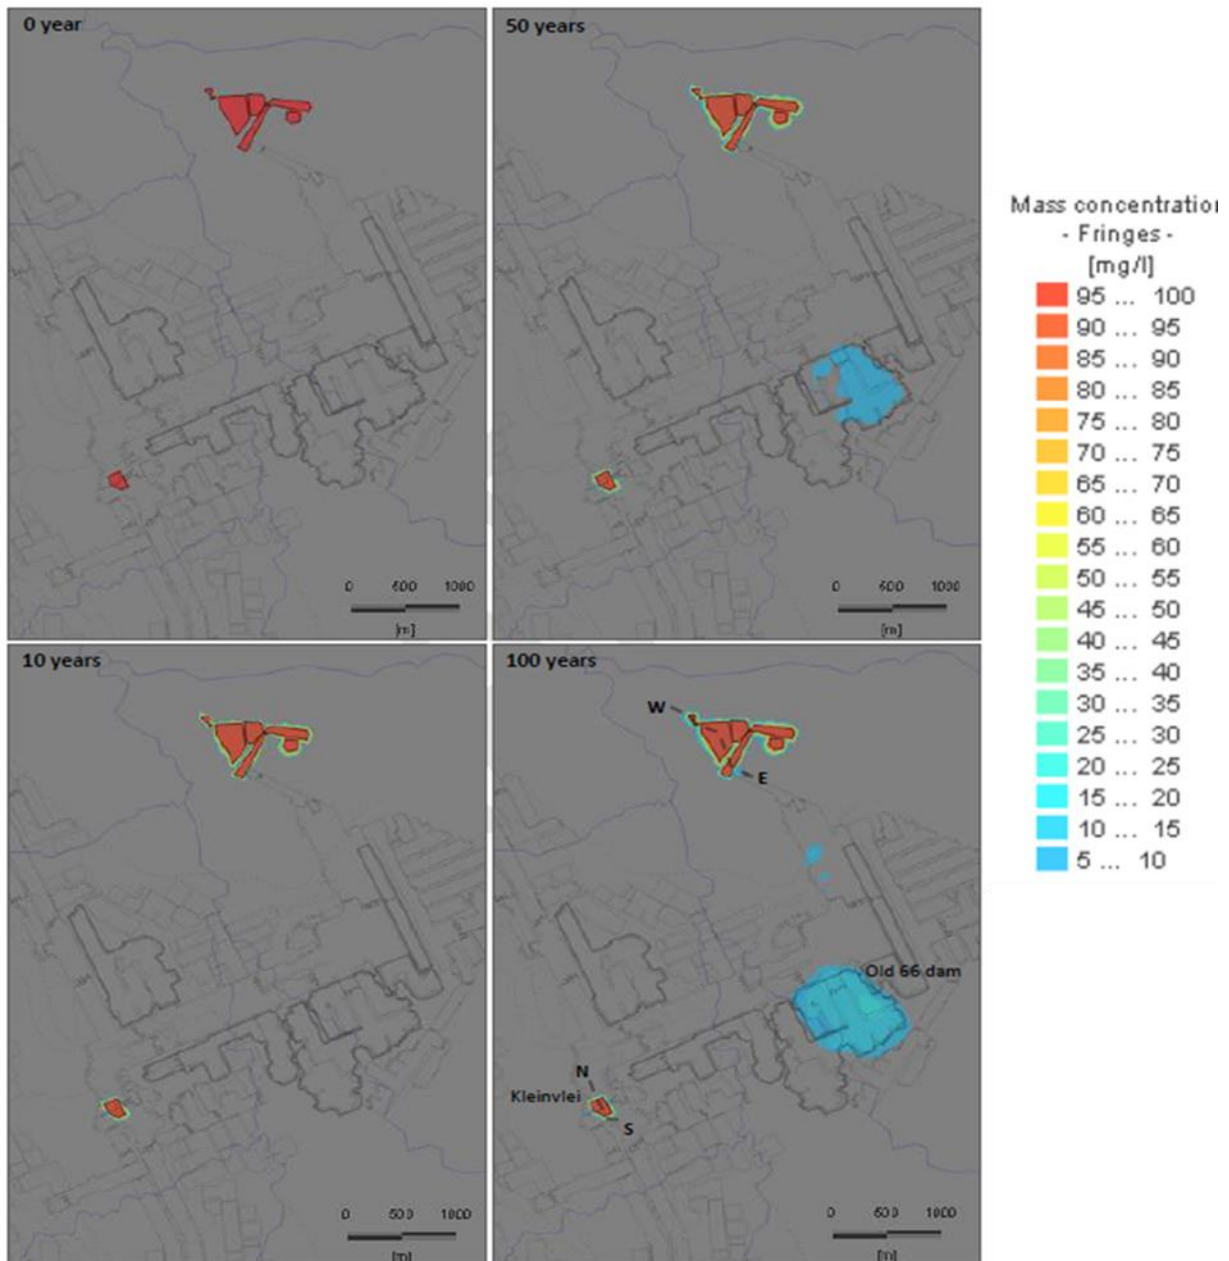 0 year
50 years
0 500 1000
[m]
0 500 1000
[m]
10 years
100 years
W
E
Old 66 dam
N
Kleinvlei
S
0 500 1000
[m]
0 500 1000
[m]
Mass concentration
- Fringes -
[mg/l]
95 ... 100
90 ... 95
85 ... 90
80 ... 85
75 ... 80
70 ... 75
65 ... 70
60 ... 65
55 ... 60
50 ... 55
45 ... 50
40 ... 45
35 ... 40
30 ... 35
25 ... 30
20 ... 25
15 ... 20
10 ... 15
5 ... 10